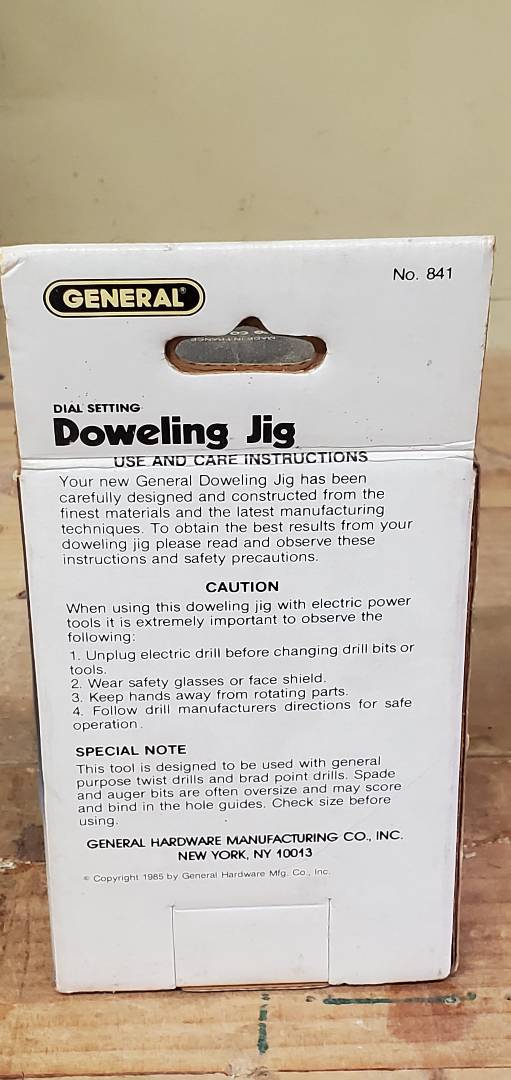 No. 841
GENERAL®
MADE IN FRANCE
DIAL SETTING
Doweling Jig
USE AND CARE INSTRUCTIONS
Your new General Doweling Jig has been
carefully designed and constructed from the
finest materials and the latest manufacturing
techniques. To obtain the best results from your
doweling jig please read and observe these
instructions and safety precautions.
CAUTION
When using this doweling jig with electric power
tools it is extremely important to observe the
following:
1. Unplug electric drill before changing drill bits or
tools.
2. Wear safety glasses or face shield.
3. Keep hands away from rotating parts.
4. Follow drill manufacturers directions for safe
operation.
SPECIAL NOTE
This tool is designed to be used with general
purpose twist drills and brad point drills. Spade
and auger bits are often oversize and may score
and bind in the hole guides. Check size before
using.
GENERAL HARDWARE MANUFACTURING CO., INC.
NEW YORK, NY 10013
© Copyright 1985 by General Hardware Mfg. Co., Inc.